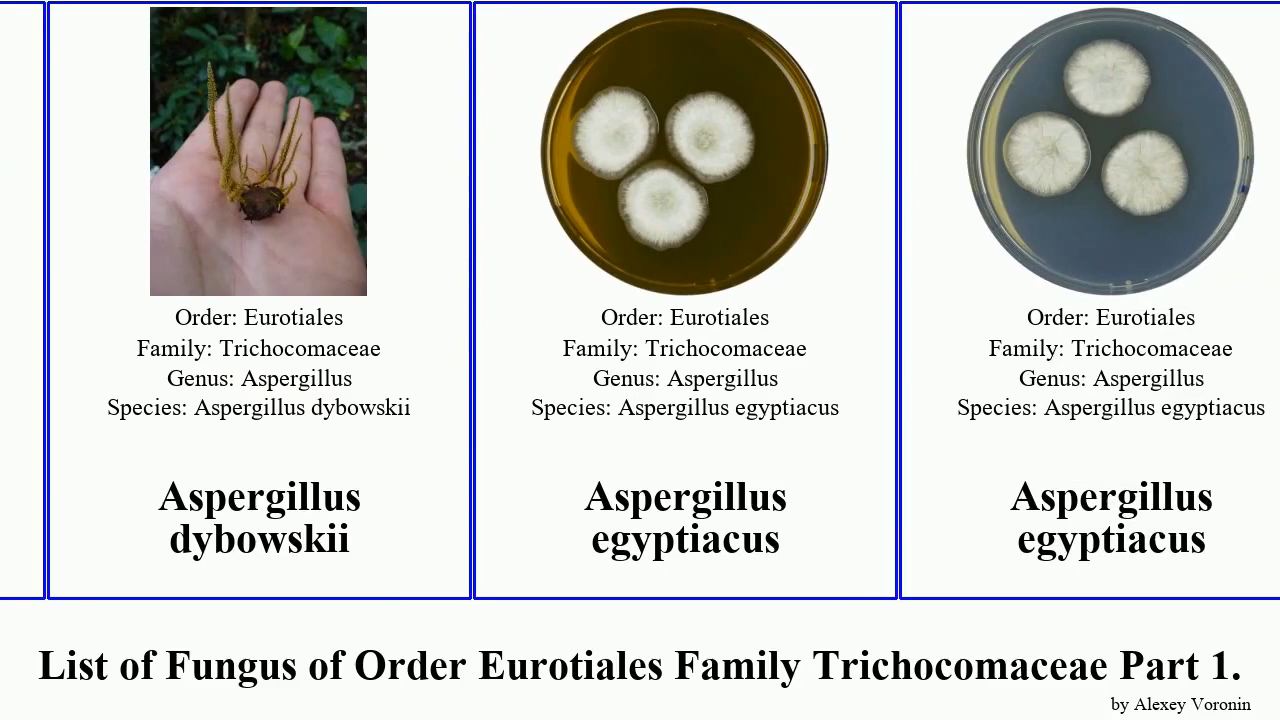 Order: Eurotiales
Family: Trichocomaceae
Genus: Aspergillus
Species: Aspergillus dybowskii
Aspergillus
dybowskii
Order: Eurotiales
Family: Trichocomaceae
Genus: Aspergillus
Species: Aspergillus egyptiacus
Aspergillus
egyptiacus
Order: Eurotiales
Family: Trichocomaceae
Genus: Aspergillus
Species: Aspergillus egyptiacus
Aspergillus
egyptiacus
List of Fungus of Order Eurotiales Family Trichocomaceae Part 1.
by Alexey Voronin